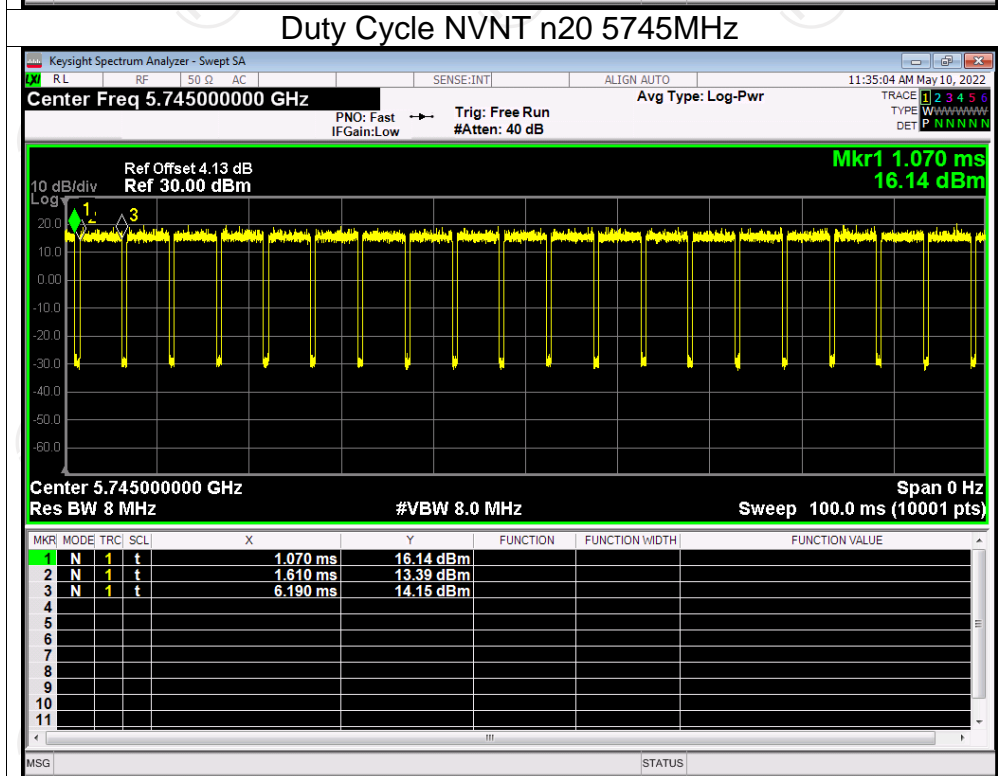 Duty Cycle NVNT n20 5745MHz
Keysight Spectrum Analyzer - Swept SA
LXI RL RF 50 Ω AC SENSE:INT ALIGN AUTO 11:35:04 AM May 10, 2022
Center Freq 5.745000000 GHz Avg Type: Log-Pwr TRACE 1 2 3 4 5 6
PNO: Fast Trig: Free Run TYPE WWWWWW
IFGain:Low #Atten: 40 dB DET P N N N N N
Mkr1 1.070 ms
Ref Offset 4.13 dB
10 dB/div Ref 30.00 dBm 16.14 dBm
Log
1 2 3
20.0
10.0
0.00
-10.0
-20.0
-30.0
-40.0
-50.0
-60.0
Center 5.745000000 GHz Span 0 Hz
Res BW 8 MHz #VBW 8.0 MHz Sweep 100.0 ms (10001 pts)
MKR MODE TRC SCL X Y FUNCTION FUNCTION WIDTH FUNCTION VALUE
1 N 1 t 1.070 ms 16.14 dBm
2 N 1 t 1.610 ms 13.39 dBm
3 N 1 t 6.190 ms 14.15 dBm
4
5
6
7
8
9
10
11
MSG STATUS